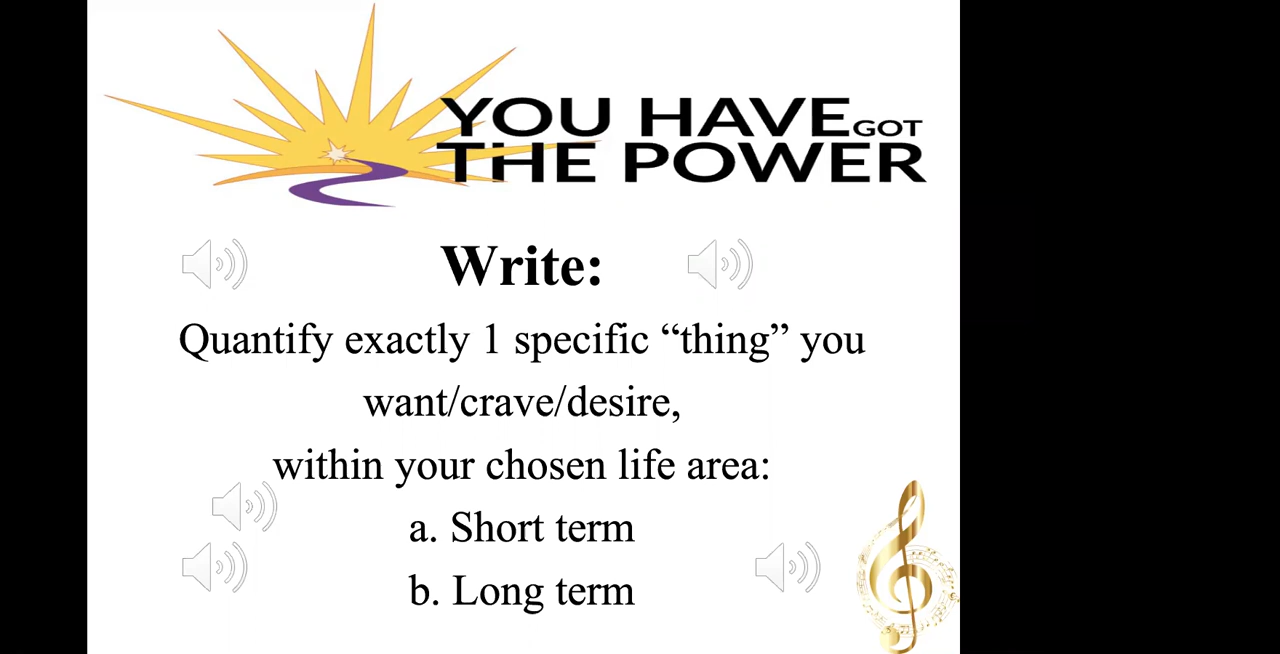 YOU HAVE GOT
THE POWER
Write:
Quantify exactly 1 specific “thing” you
want/crave/desire,
within your chosen life area:
a. Short term
b. Long term